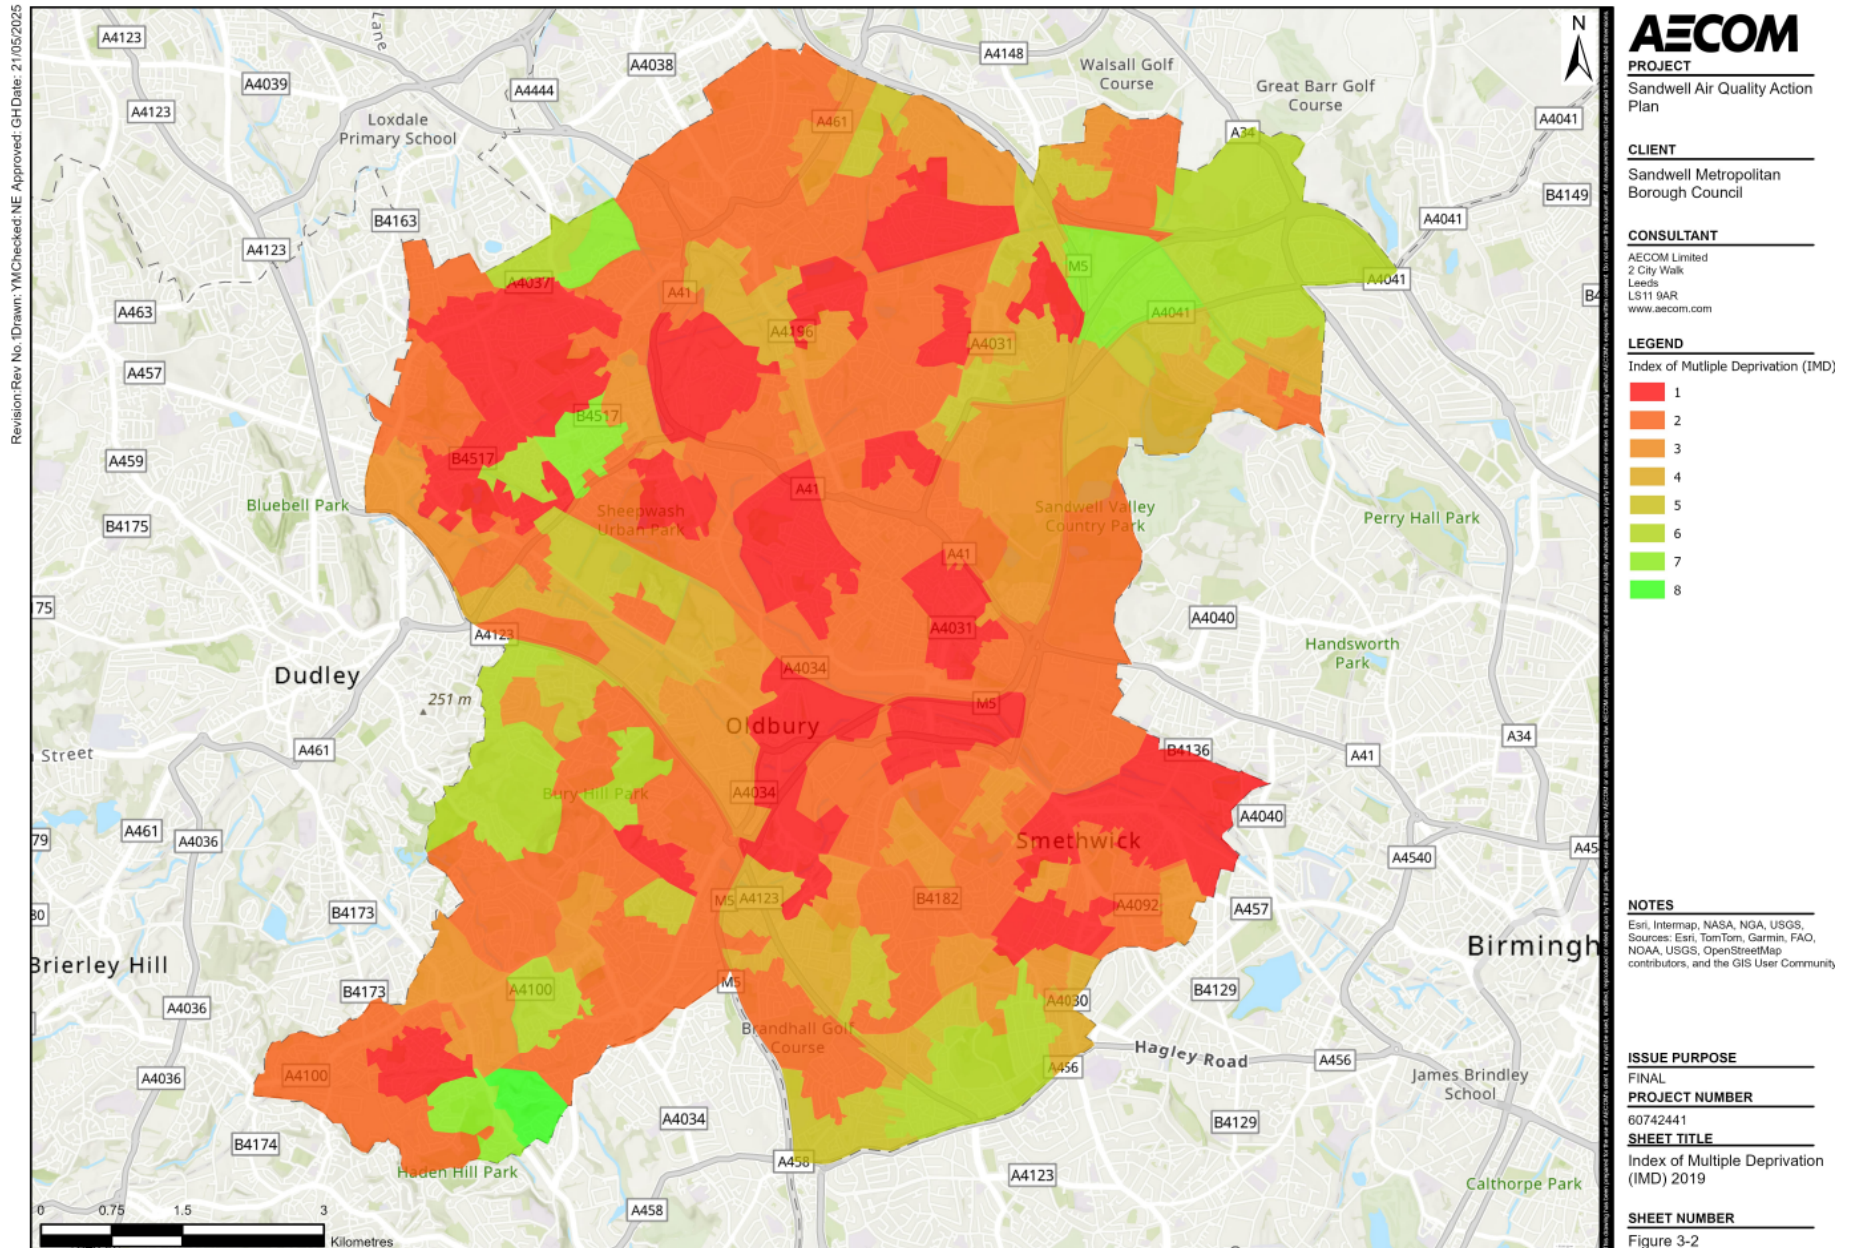 Revision:Rev No.1Drawn: YMChecked:NE Approved: GHDate: 21/05/2025
A4123
Lane
A4038
A4148
Walsall Golf
Course
Great Barr Golf
Course
N
A4039
A4444
A4123
Loxdale
Primary School
A461
A34
A4041
B4163
B4149
A4123
A4041
M5
A4037
A41
A4041
B4
A463
A4041
A4196
A4031
A457
B4517
A459
B4517
A41
Bluebell Park
Sheepwash
Urban Park
Sandwell Valley
Country Park
Perry Hall Park
B4175
A41
75
A4040
A4031
A4123
Handsworth
Park
Dudley
A4034
251 m
M5
Oldbury
Street
A461
B4136
A41
A34
Bury Hill Park
A4034
A4040
79
A461
A4036
Smethwick
A4540
A45
M5
A4123
B4182
A4092
A457
B4173
80
Brierley Hill
Birmingh
B4173
A4100
M5
B4129
A4036
A4030
Brandhall Golf
Course
Hagley Road
A456
A456
A4036
A4100
James Brindley
School
A4034
B4129
B4174
Haden Hill Park
A458
A4123
Calthorpe Park
A458
0 0.75 1.5 3
Kilometres
AECOM
PROJECT
Sandwell Air Quality Action
Plan
CLIENT
Sandwell Metropolitan
Borough Council
CONSULTANT
AECOM Limited
2 City Walk
Leeds
LS11 9AR
www.aecom.com
LEGEND
Index of Mutliple Deprivation (IMD)
1
2
3
4
5
6
7
8
NOTES
Esri, Intermap, NASA, NGA, USGS,
Sources: Esri, TomTom, Garmin, FAO,
NOAA, USGS, OpenStreetMap
contributors, and the GIS User Community
ISSUE PURPOSE
FINAL
PROJECT NUMBER
60742441
SHEET TITLE
Index of Multiple Deprivation
(IMD) 2019
SHEET NUMBER
Figure 3-2